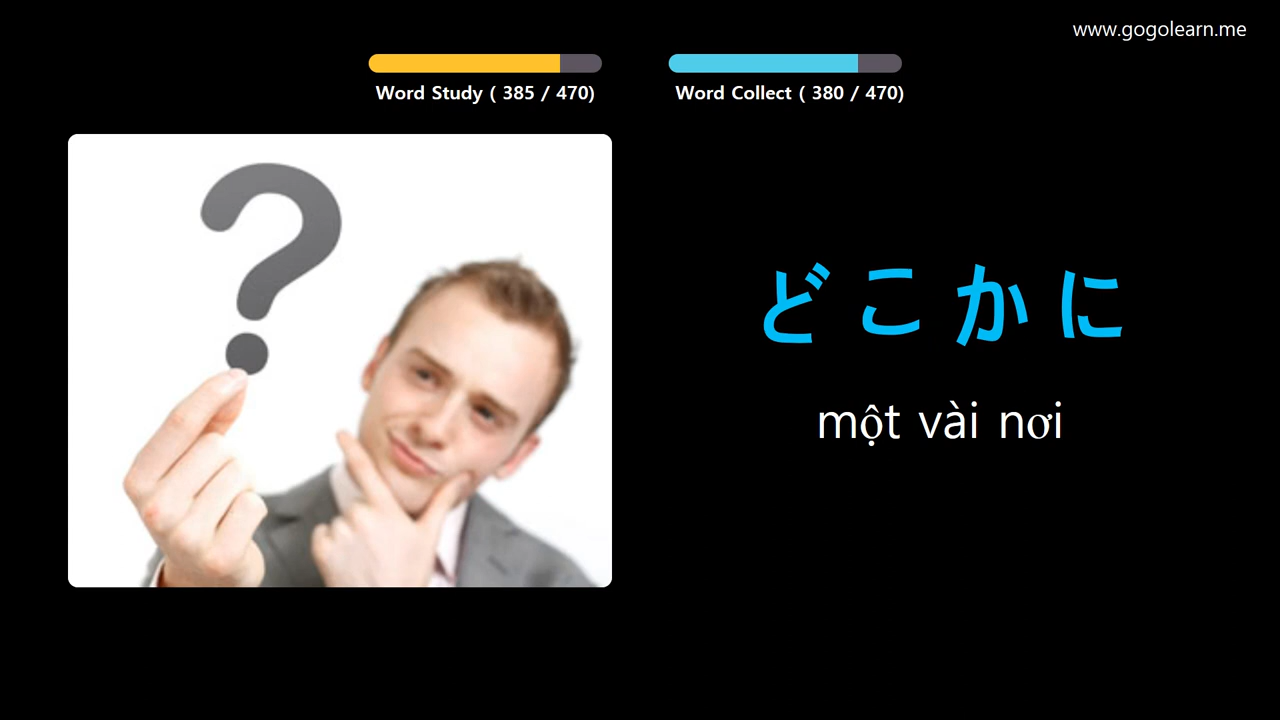 www.gogolearn.me
Word Study ( 385 / 470)
Word Collect ( 380 / 470)
どこかに
một vài nơi